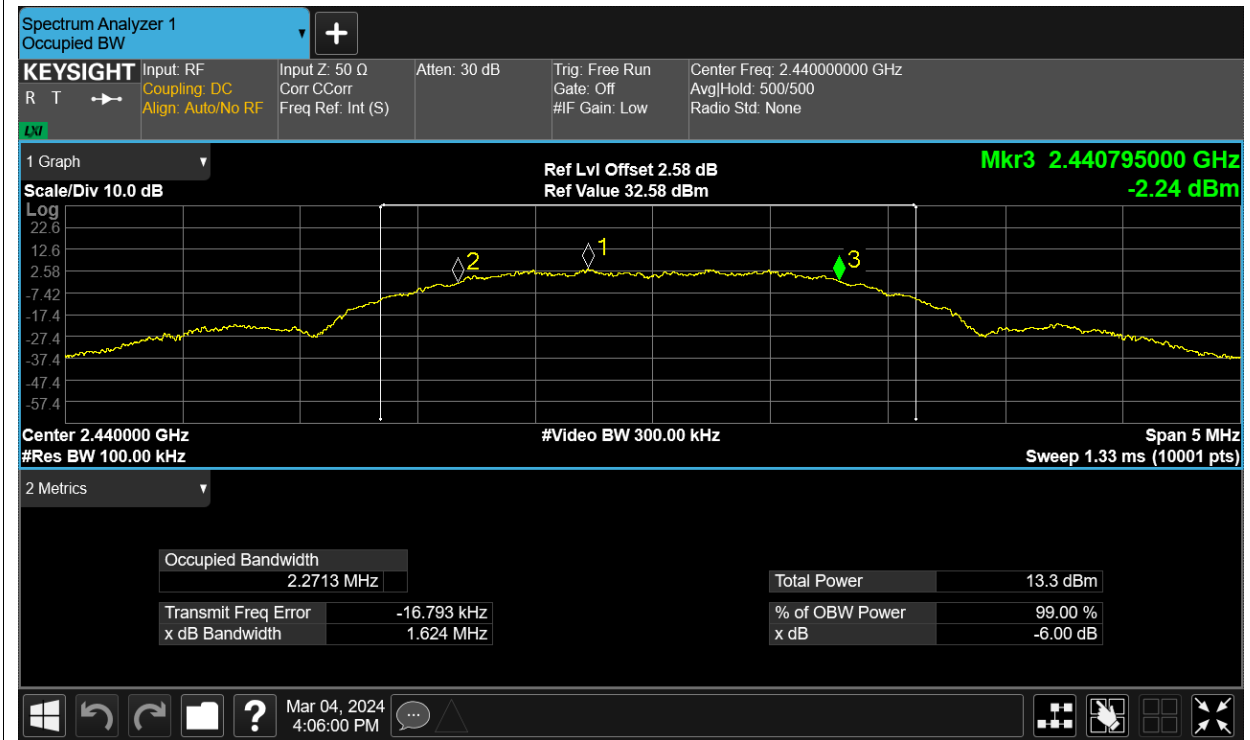 Spectrum Analyzer 1
Occupied BW
KEYSIGHT
R T
LXI
Input: RF
Coupling: DC
Align: Auto/No RF
Input Z: 50 Ω
Corr CCorr
Freq Ref: Int (S)
Atten: 30 dB
Trig: Free Run
Gate: Off
#IF Gain: Low
Center Freq: 2.440000000 GHz
Avg|Hold: 500/500
Radio Std: None
1 Graph
Scale/Div 10.0 dB
Ref Lvl Offset 2.58 dB
Ref Value 32.58 dBm
Mkr3 2.440795000 GHz
-2.24 dBm
Log
22.6
12.6
2.58
-7.42
-17.4
-27.4
-37.4
-47.4
-57.4
2
1
3
Center 2.440000 GHz
#Video BW 300.00 kHz
Span 5 MHz
#Res BW 100.00 kHz
Sweep 1.33 ms (10001 pts)
2 Metrics
Occupied Bandwidth
2.2713 MHz
Total Power 13.3 dBm
Transmit Freq Error -16.793 kHz
% of OBW Power 99.00 %
x dB Bandwidth 1.624 MHz
x dB -6.00 dB
?
Mar 04, 2024
4:06:00 PM